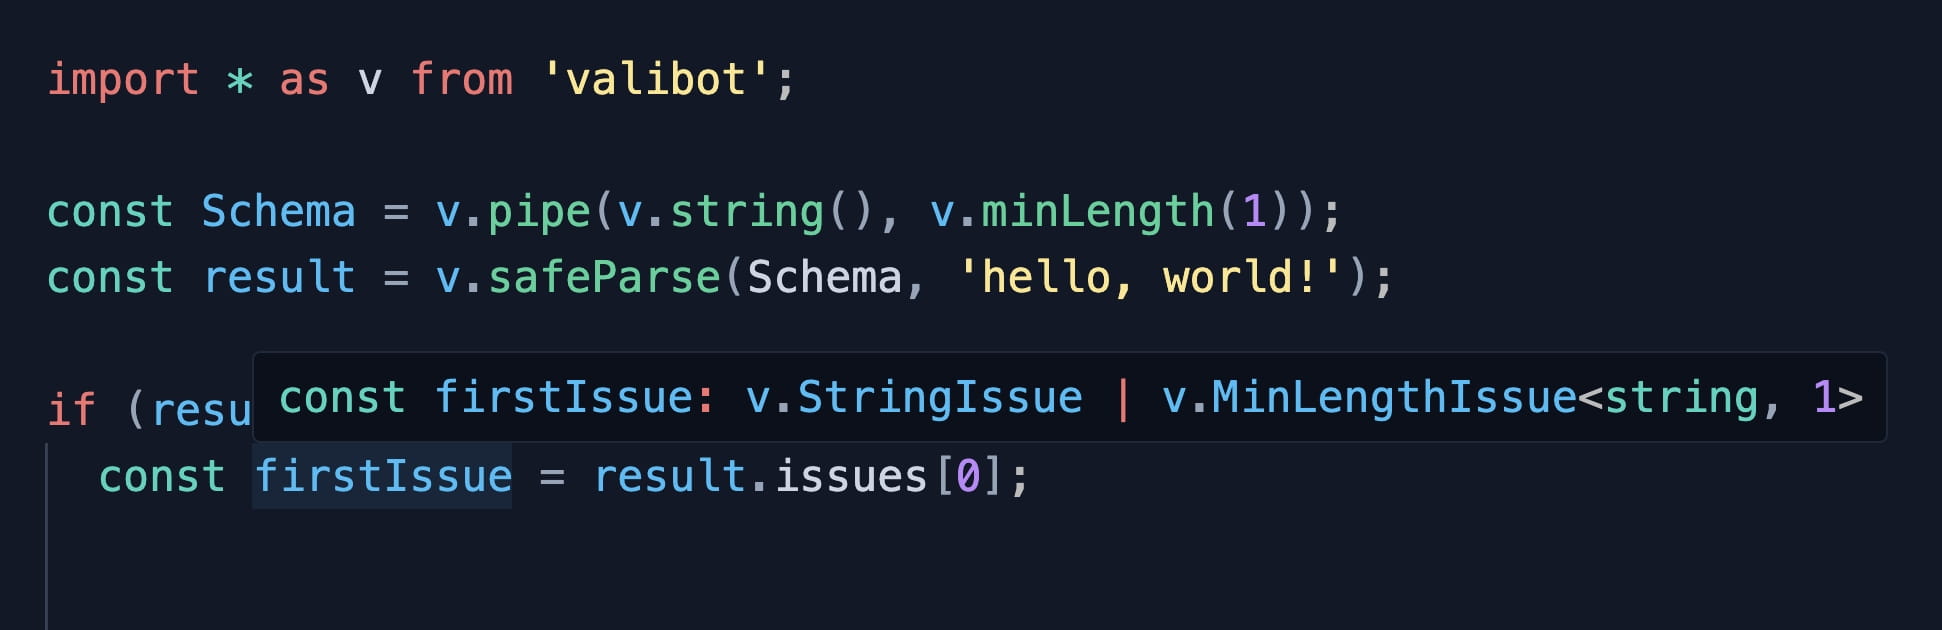 import * as v from 'valibot';
const Schema = v.pipe(v.string(), v.minLength(1));
const result = v.safeParse(Schema, 'hello, world!');
if (resu
const firstIssue: v.StringIssue | v.MinLengthIssue<string, 1>
const firstIssue = result.issues[0];